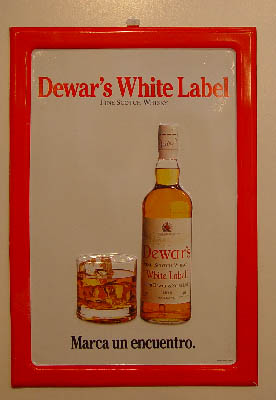 Dewar's White Label
Fine Scotch Whisky
Dewar's
White Label
Marca un encuentro.